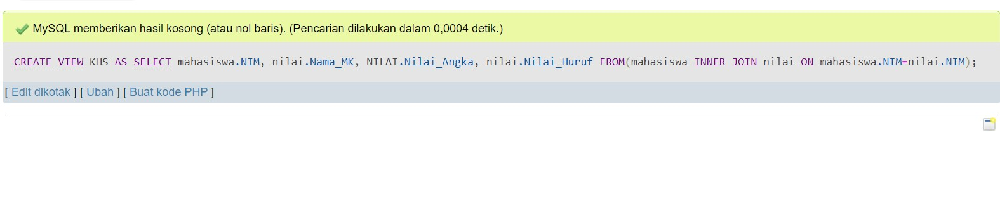 MySQL memberikan hasil kosong (atau nol baris). (Pencarian dilakukan dalam 0,0004 detik.)
CREATE VIEW KHS AS SELECT mahasiswa.NIM, nilai.Nama_MK, NILAI.Nilai_Angka, nilai.Nilai_Huruf FROM(mahasiswa INNER JOIN nilai ON mahasiswa.NIM=nilai.NIM);
[ Edit dikotak ] [ Ubah ] [ Buat kode PHP ]